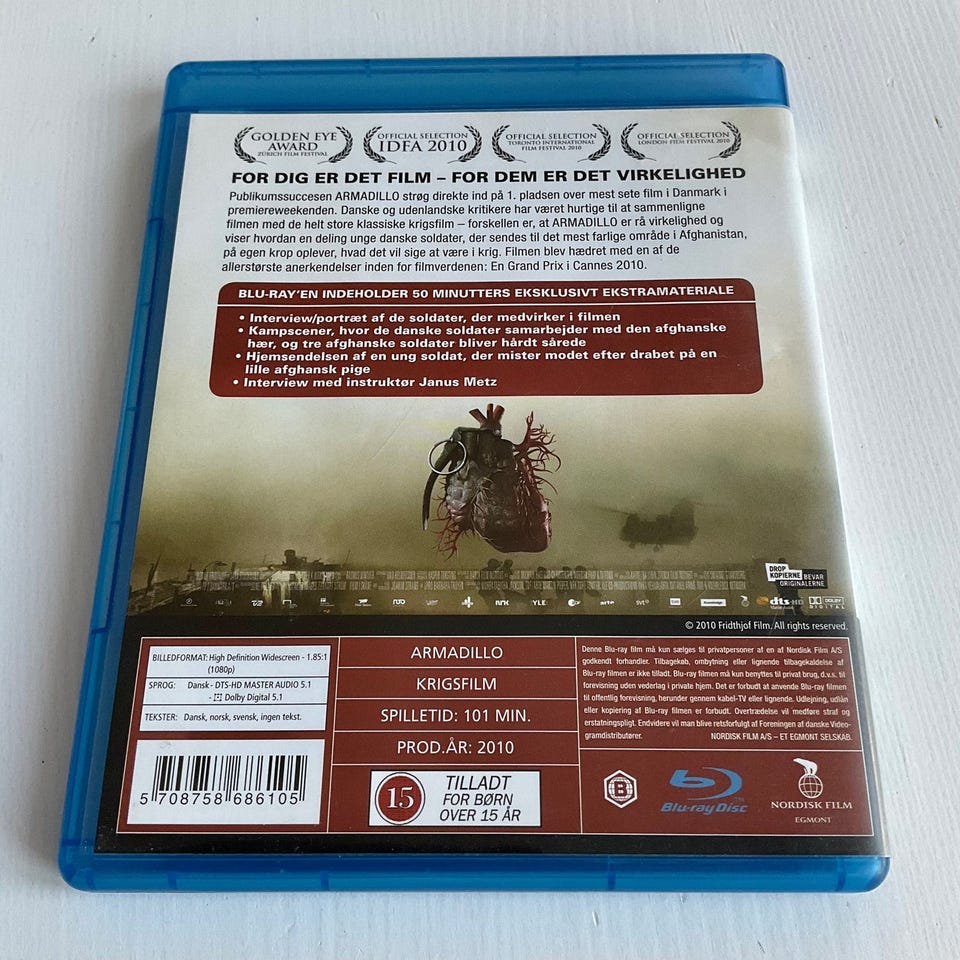 GOLDEN EYE
AWARD
ZÜRICH FILM FESTIVAL
OFFICIAL SELECTION
IDFA 2010
OFFICIAL SELECTION
TORONTO INTERNATIONAL
FILM FESTIVAL 2010
OFFICIAL SELECTION
LONDON FILM FESTIVAL
FOR DIG ER DET FILM – FOR DEM ER DET VIRKELIGHED
Publikumssuccesen ARMADILLO strøg direkte ind på 1. pladsen over mest sete film i Danmark i
premiereweekenden. Danske og udenlandske kritikere har været hurtige til at sammenligne
filmen med de helt store klassiske krigsfilm – forskellen er, at ARMADILLO er rå virkelighed og
viser hvordan en deling unge danske soldater, der sendes til det mest farlige område i Afghanistan,
på egen krop oplever, hvad det vil sige at være i krig. Filmen blev hædret med en af de
allerstørste anerkendelser inden for filmverdenen: En Grand Prix i Cannes 2010.
BLU-RAY'EN INDEHOLDER 50 MINUTTERS EKSKLUSIVT EKSTRAMATERIALE
• Interview/portræt af de soldater, der medvirker i filmen
• Kampscener, hvor de danske soldater samarbejder med den afghanske
hær, og tre afghanske soldater bliver hårdt sårede
• Hjemsendelsen af en ung soldat, der mister modet efter drabet på en
lille afghansk pige
• Interview med instruktør Janus Metz
DROP
KOPIERNE
BEVAR
ORIGINALERNE
NRK YLE ZDF arte svt dts-HD DOLBY
DIGITAL
© 2010 Fridthjof Film. All rights reserved.
BILLEDFORMAT: High Definition Widescreen - 1.85:1
(1080p)
SPROG: Dansk - DTS-HD MASTER AUDIO 5.1
- Dolby Digital 5.1
TEKSTER: Dansk, norsk, svensk, ingen tekst.
5 708758 686105
ARMADILLO
KRIGSFILM
SPILLETID: 101 MIN.
PROD.ÅR: 2010
15
TILLADT
FOR BØRN
OVER 15 ÅR
Denne Blu-ray film må kun sælges til privatpersoner af en af Nordisk Film A/S
godkendt forhandler. Tilbagekøb, ombytning eller lignende tilbagekaldelse af
Blu-ray filmen er ikke tilladt. Blu-ray filmen må kun benyttes til privat brug, d.v.s. til
forevisning uden vederlag i private hjem. Det er forbudt at anvende Blu-ray filmen
til offentlig forevisning, herunder gennem kabel-TV eller lignende. Udlejning, udlån
eller kopiering af Blu-ray filmen er forbudt. Overtrædelse vil medføre straf og
erstatningspligt. Endvidere vil man blive retsforfulgt af Foreningen af danske Video-
gramdistributører.
NORDISK FILM A/S – ET EGMONT SELSKAB.
B
Blu-ray Disc
TM
NORDISK FILM
EGMONT